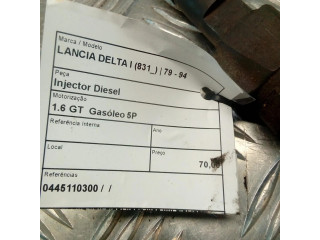 Marca / Modelo
LANCIA DELTA I (831_) | 79 - 94
Peça
Injector Diesel
Motorização
1.6 GT Gasóleo 5P
Referência interna
Ano
Local
Preço
70,00
Referências
0445110300 / /